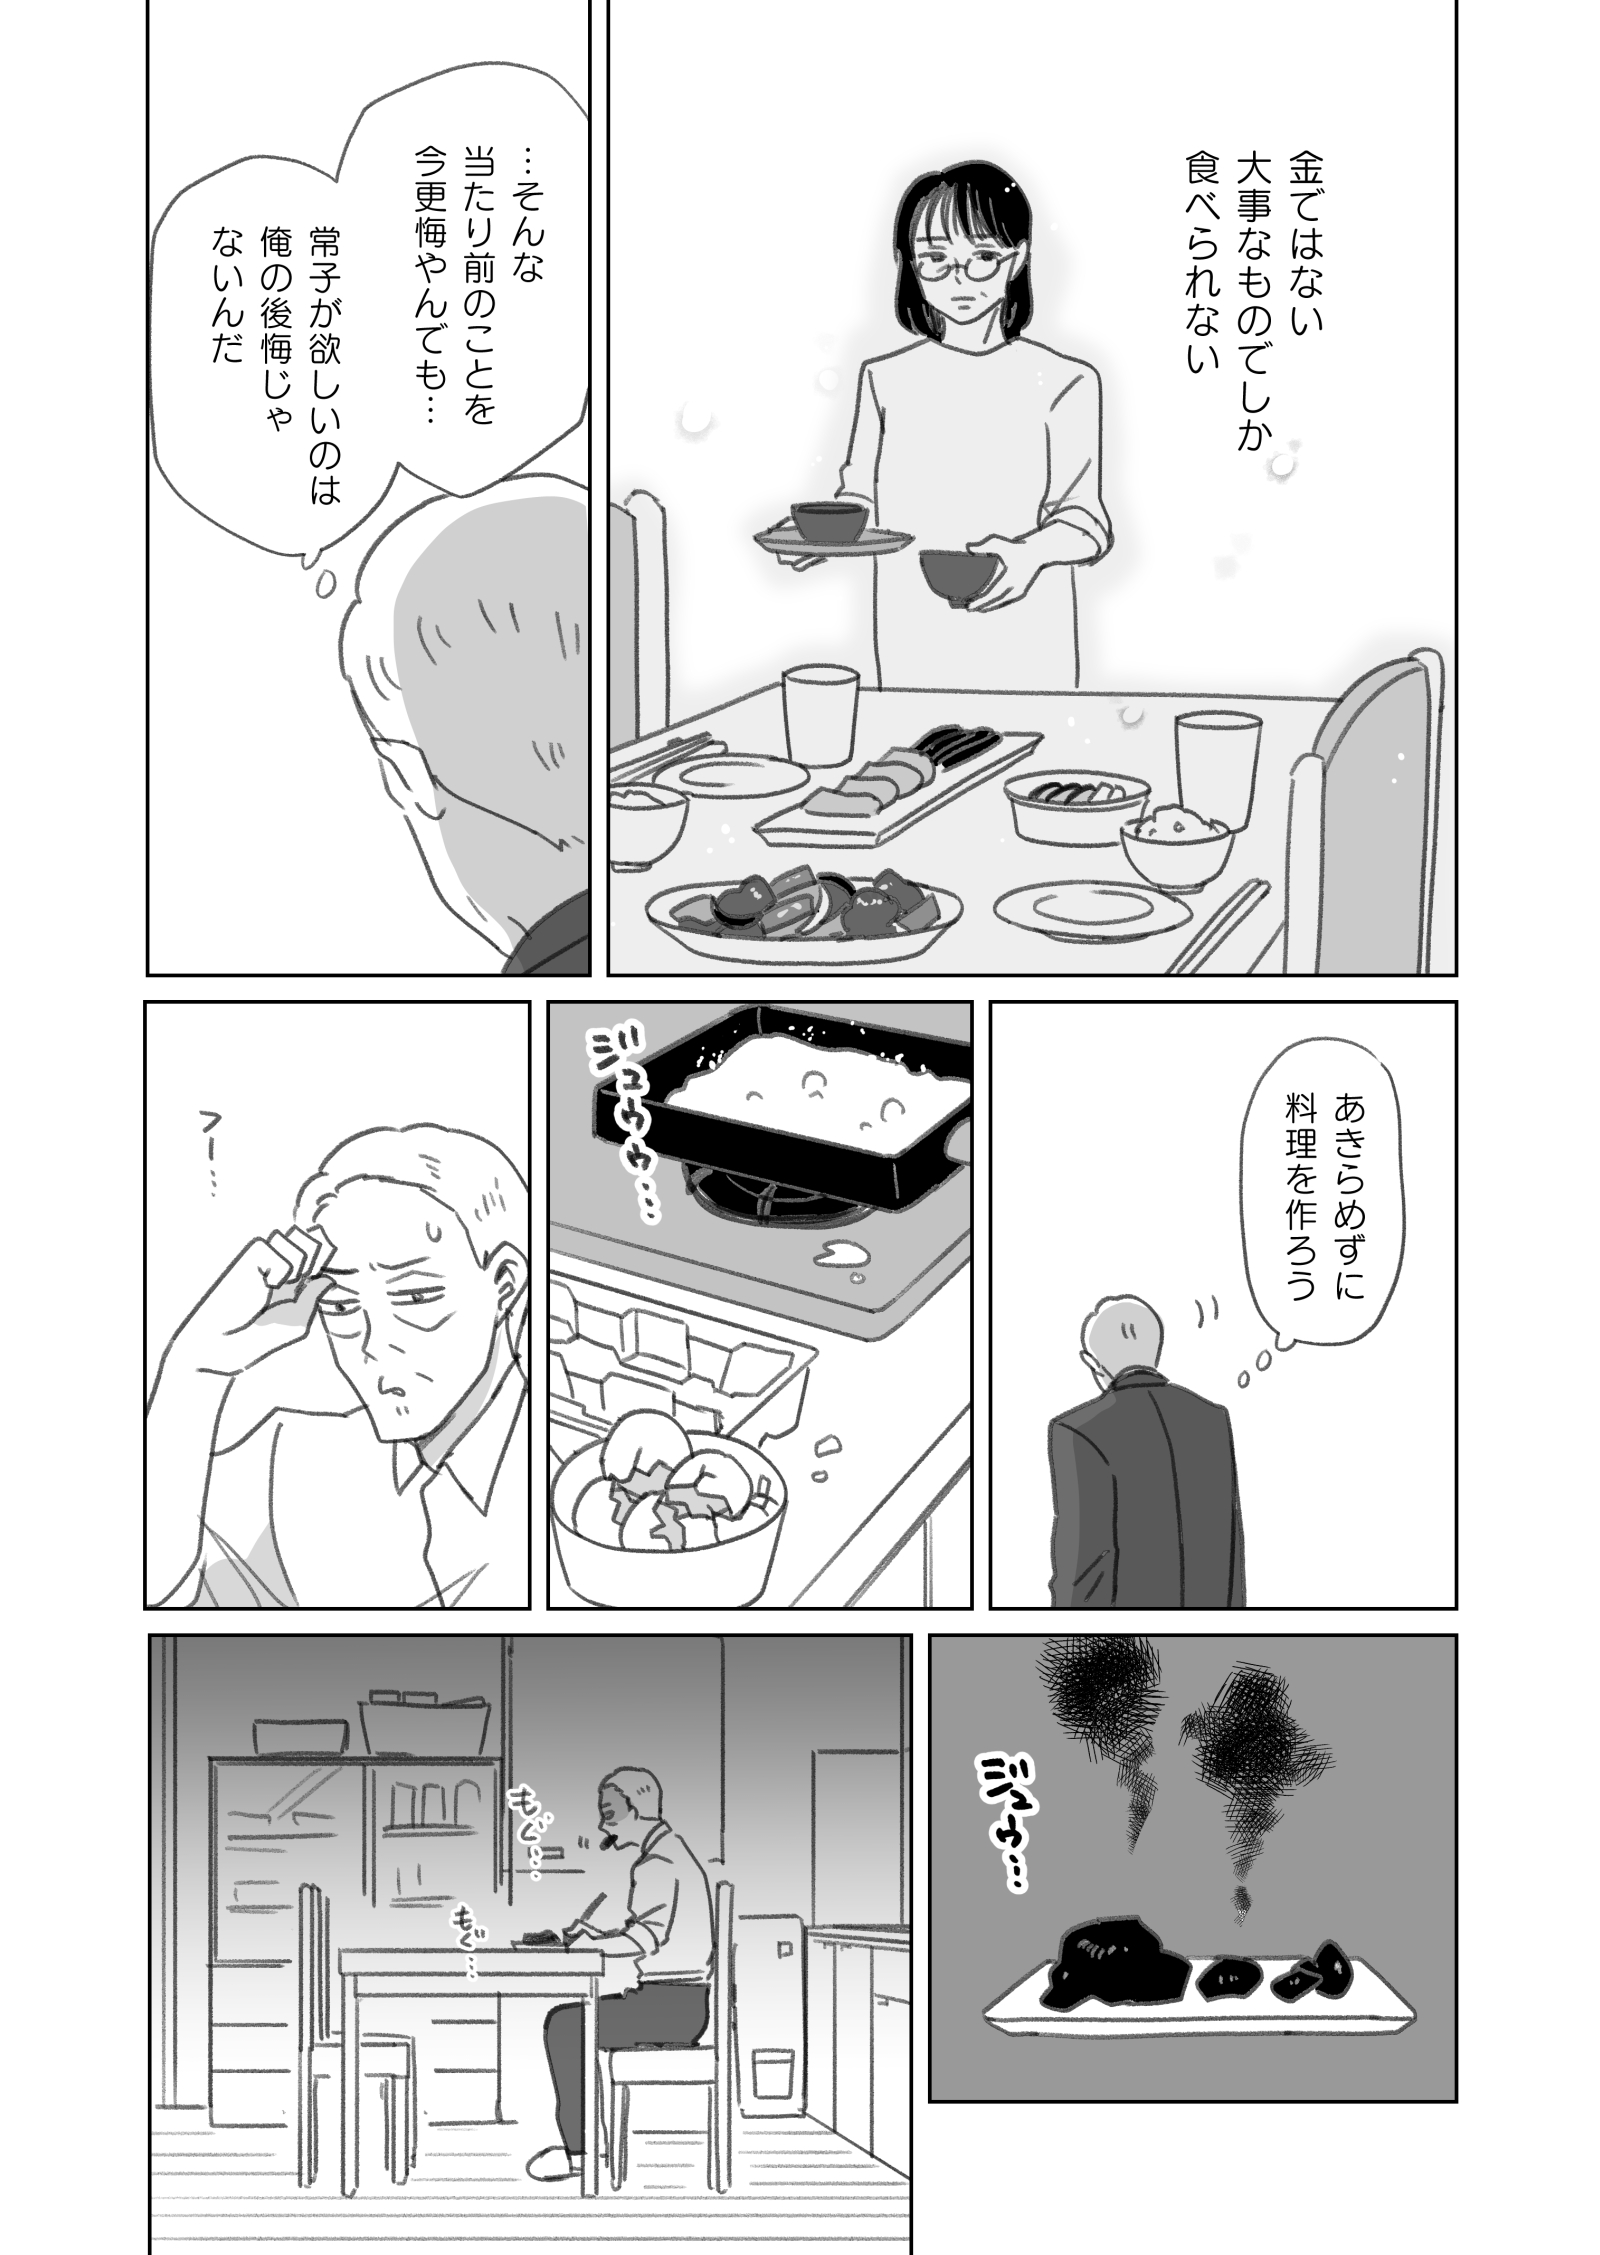 金ではない
大事なものでしか
食べられない
…そんな
当たり前のことを
今更悔やんでも…
常子が欲しいのは
俺の後悔じゃ
ないんだ
あきらめずに
料理を作ろう
ジュウゥ…
フー…
ジュゥ…
もぐ…
もぐ…